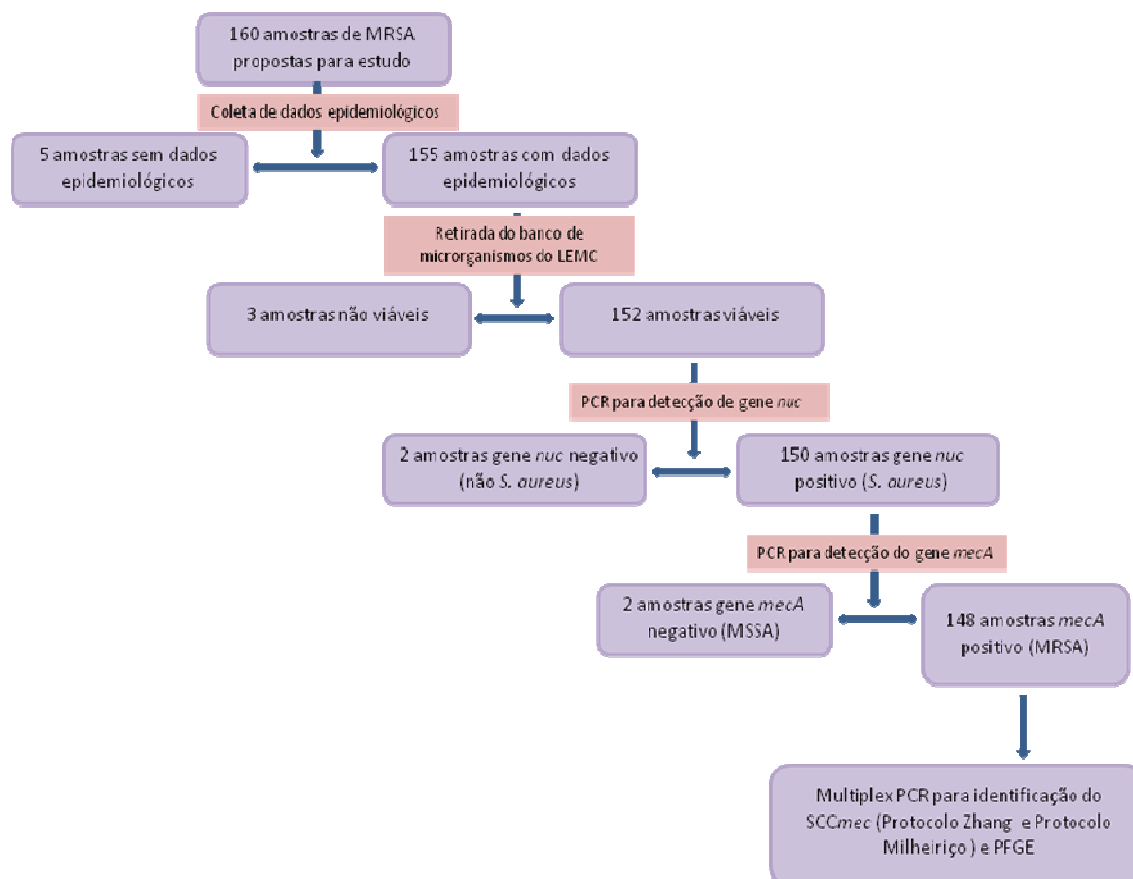 160 amostras de MRSA
propostas para estudo
Coleta de dados epidemiológicos
5 amostras sem dados
epidemiológicos
155 amostras com dados
epidemiológicos
Retirada do banco de
microrganismos do LEMC
3 amostras não viáveis
152 amostras viáveis
PCR para detecção de gene nuc
2 amostras gene nuc negativo
(não S. aureus)
150 amostras gene nuc
positivo (S. aureus)
PCR para detecção do gene mecA
2 amostras gene mecA
negativo (MSSA)
148 amostras mecA
positivo (MRSA)
Multiplex PCR para identificação do
SCCmec (Protocolo Zhang e Protocolo
Milheiriço ) e PFGE